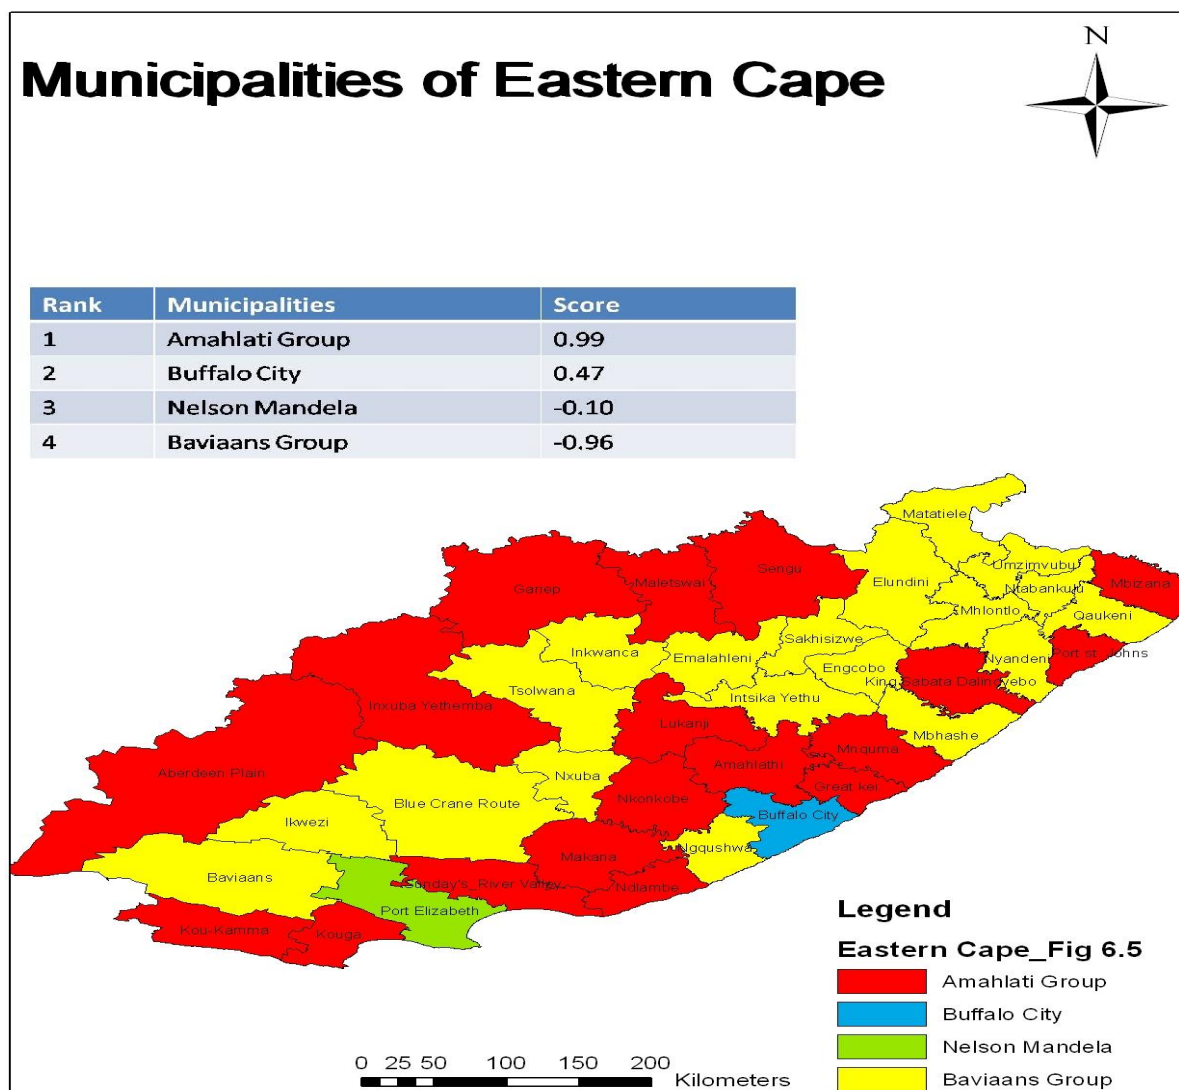 N
Municipalities of Eastern Cape
Rank Municipalities Score
1 Amahlati Group 0.99
2 Buffalo City 0.47
3 Nelson Mandela -0.10
4 Baviaans Group -0.96
Matatiele
Umzimvubu
Sengu
Elundini
Maletswai
Mbizana
Ntabankulu
Gariep
Mhlontlo
Qaukeni
Sakhisizwe
Inkwanca
Port st. Johns
Emalahleni
Nyandeni
Engcobo
King Sabata Dalindyebo
Tsolwana
Intsika Yethu
Inxuba Yethemba
Lukanji
Mbhashe
Mnquma
Amahlathi
Aberdeen Plain
Nxuba
Great kei
Nkonkobe
Blue Crane Route
Buffalo City
Ikwezi
Ngqushwa
Makana
Baviaans
Sunday's_River Valley
Ndlambe
Port Elizabeth
Kou-Kamma
Kouga
Legend
Eastern Cape_Fig 6.5
Amahlati Group
Buffalo City
Nelson Mandela
Baviaans Group
0 25 50 100 150 200
Kilometers